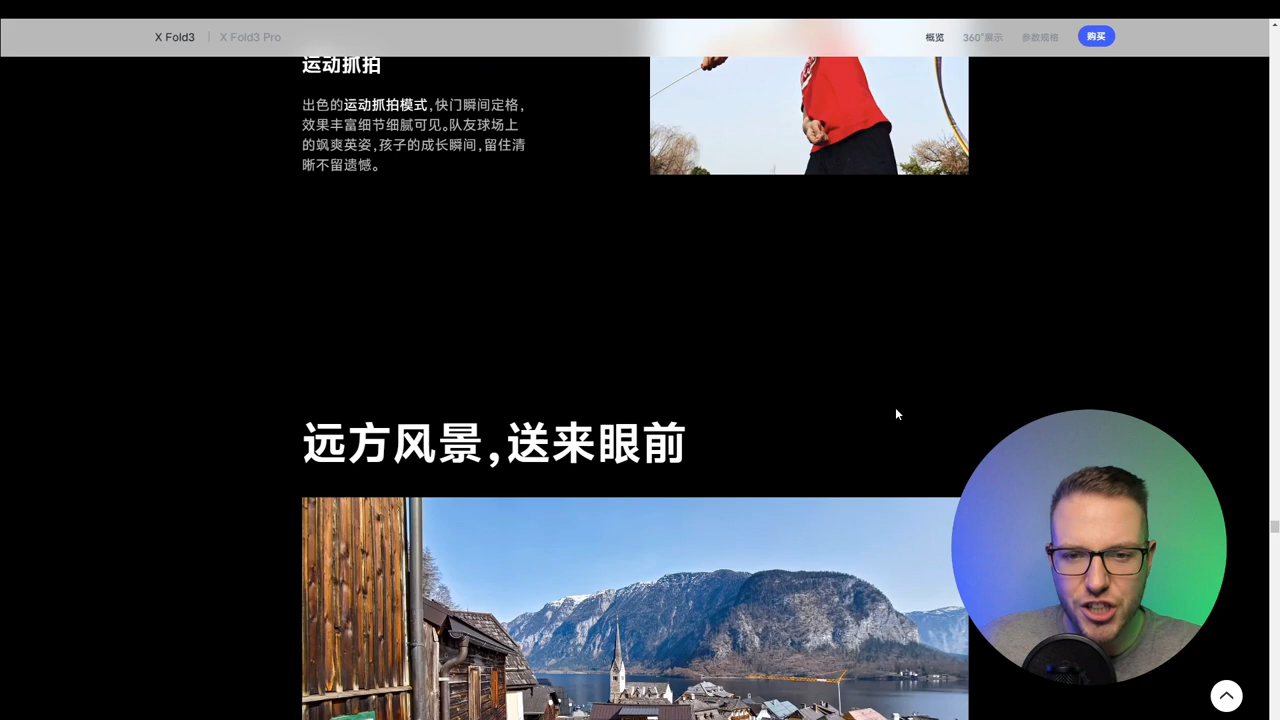 X Fold3 | X Fold3 Pro
概览 360°展示 参数规格 购买
运动抓拍
出色的运动抓拍模式,快门瞬间定格,
效果丰富细节细腻可见。队友球场上
的飒爽英姿,孩子的成长瞬间,留住清
晰不留遗憾。
远方风景,送来眼前